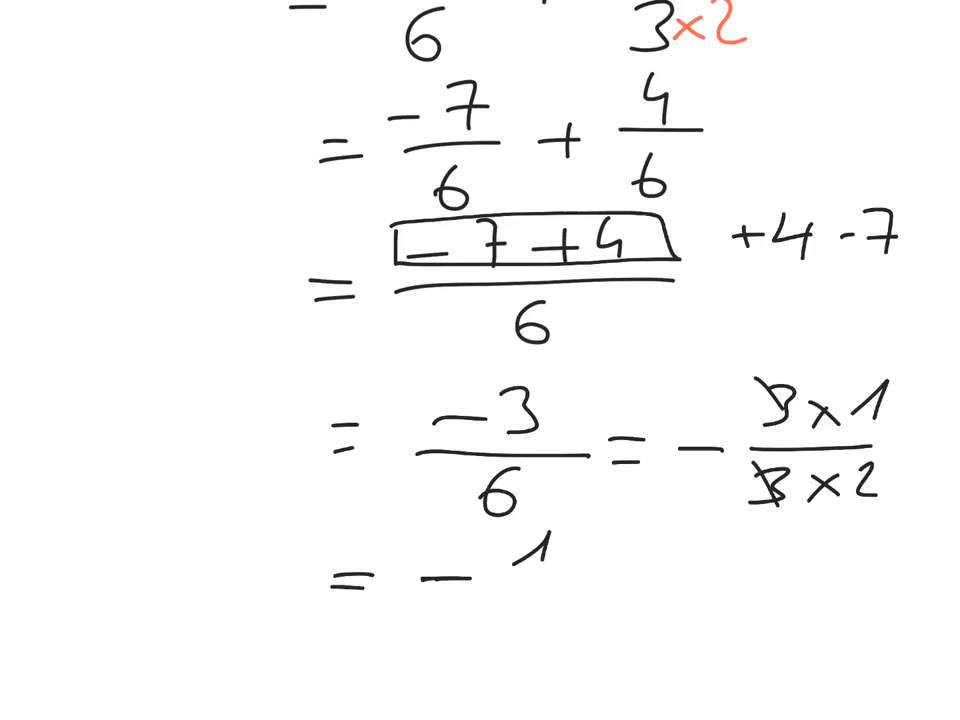 - 6 3×2
= -7/6 + 4/6
= (-7+4)/6 +4-7
= -3/6 = - (3×1)/(3×2)
= - 1